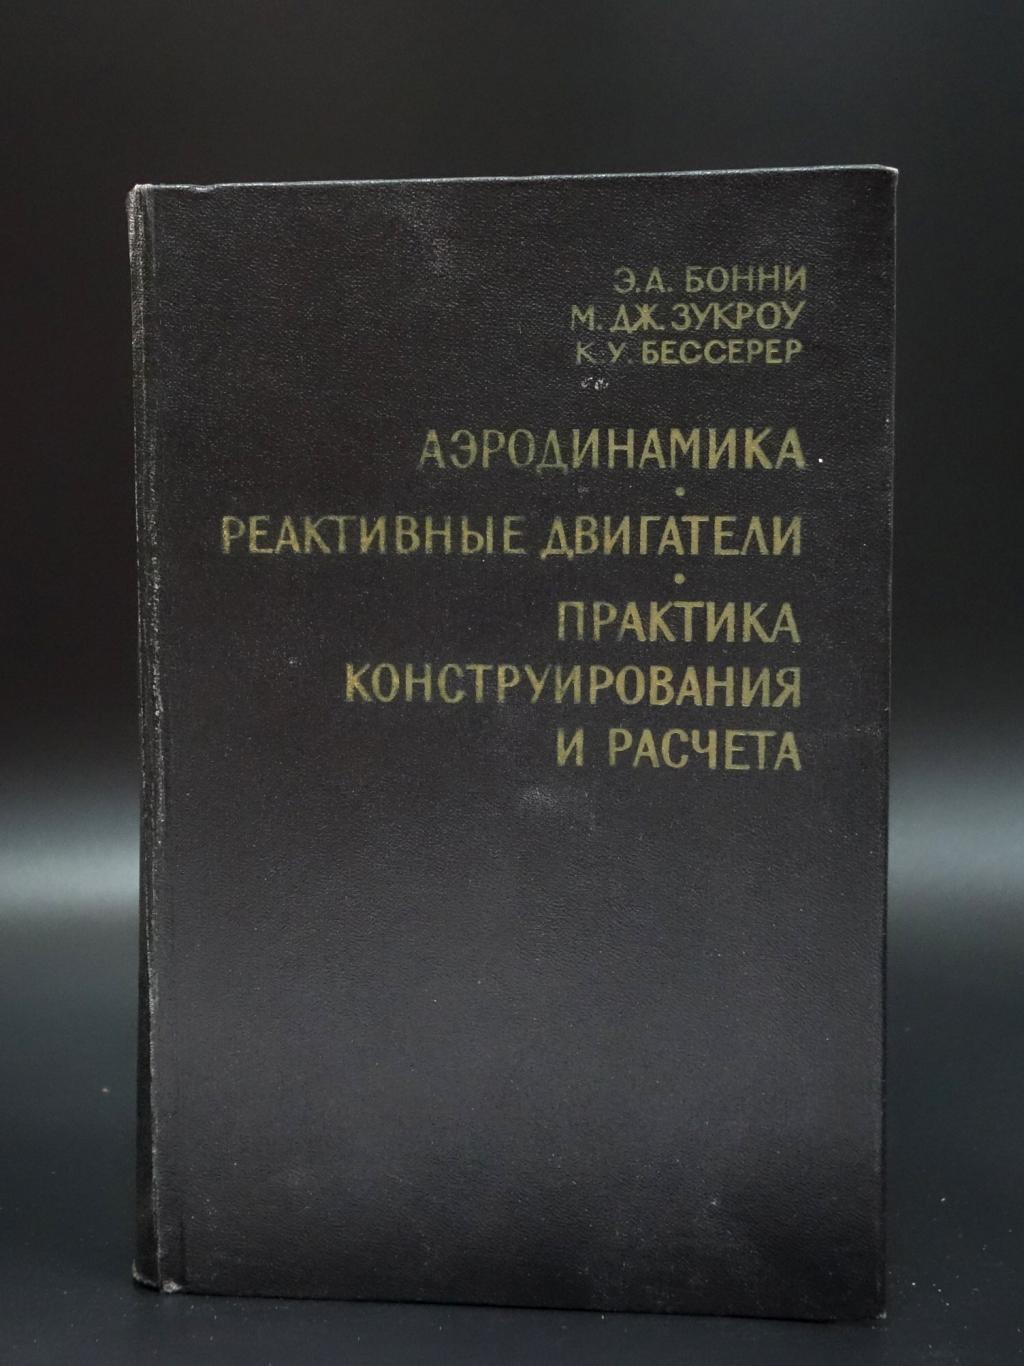 Э.А. БОННИ
М. ДЖ. ЗУКРОУ
К. У. БЕССЕРЕР
АЭРОДИНАМИКА
•
РЕАКТИВНЫЕ ДВИГАТЕЛИ
•
ПРАКТИКА
КОНСТРУИРОВАНИЯ
И РАСЧЕТА